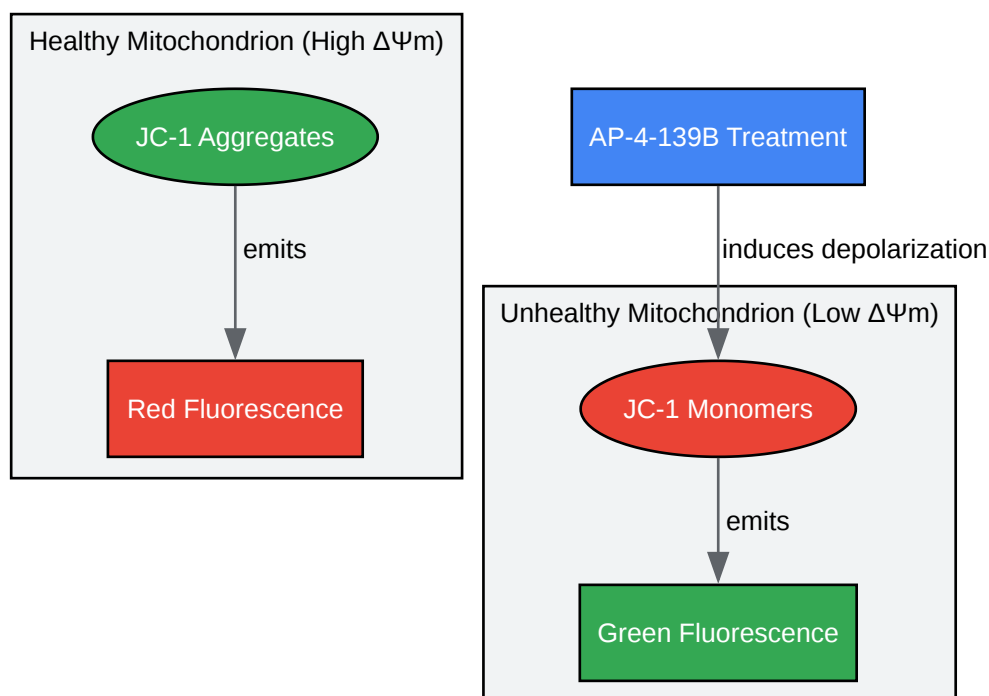 Healthy Mitochondrion (High ΔΨm)
JC-1 Aggregates
emits
Red Fluorescence
AP-4-139B Treatment
induces depolarization
Unhealthy Mitochondrion (Low ΔΨm)
JC-1 Monomers
emits
Green Fluorescence